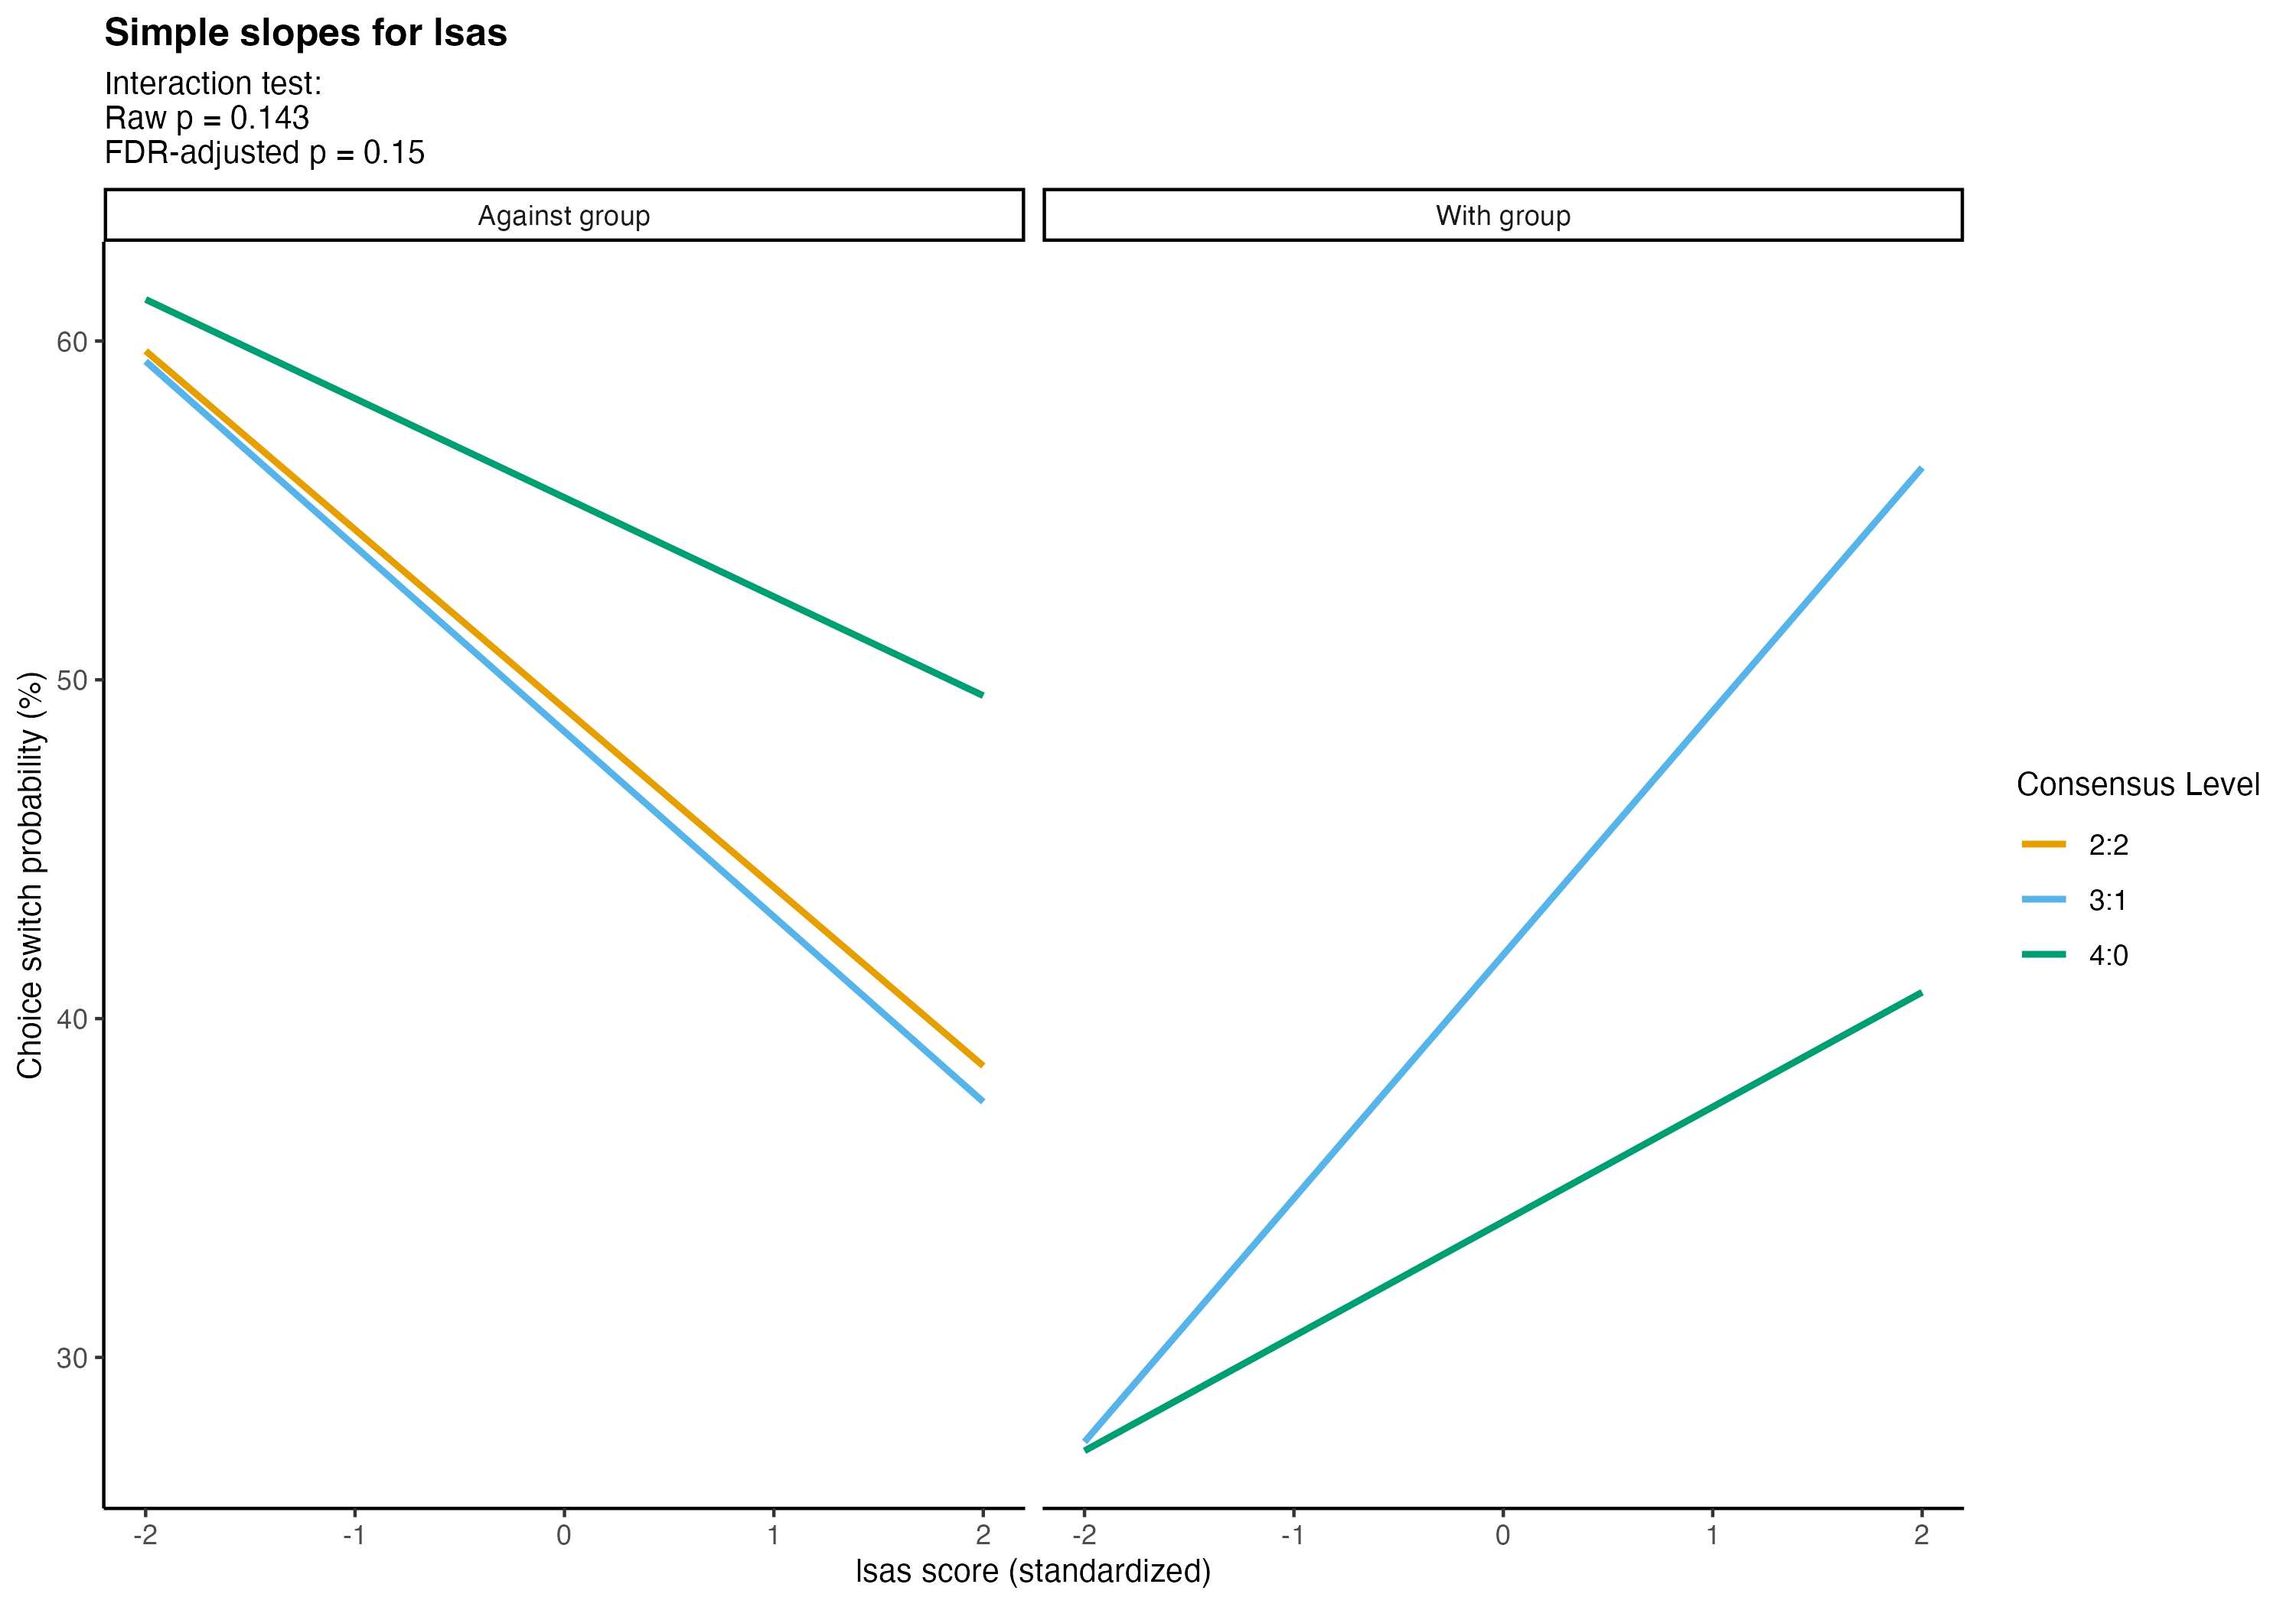 Simple slopes for lsas
Interaction test:
Raw p = 0.143
FDR-adjusted p = 0.15
Against group
With group
Choice switch probability (%)
60
50
40
30
-2 -1 0 1 2
-2 -1 0 1 2
lsas score (standardized)
Consensus Level
2:2
3:1
4:0